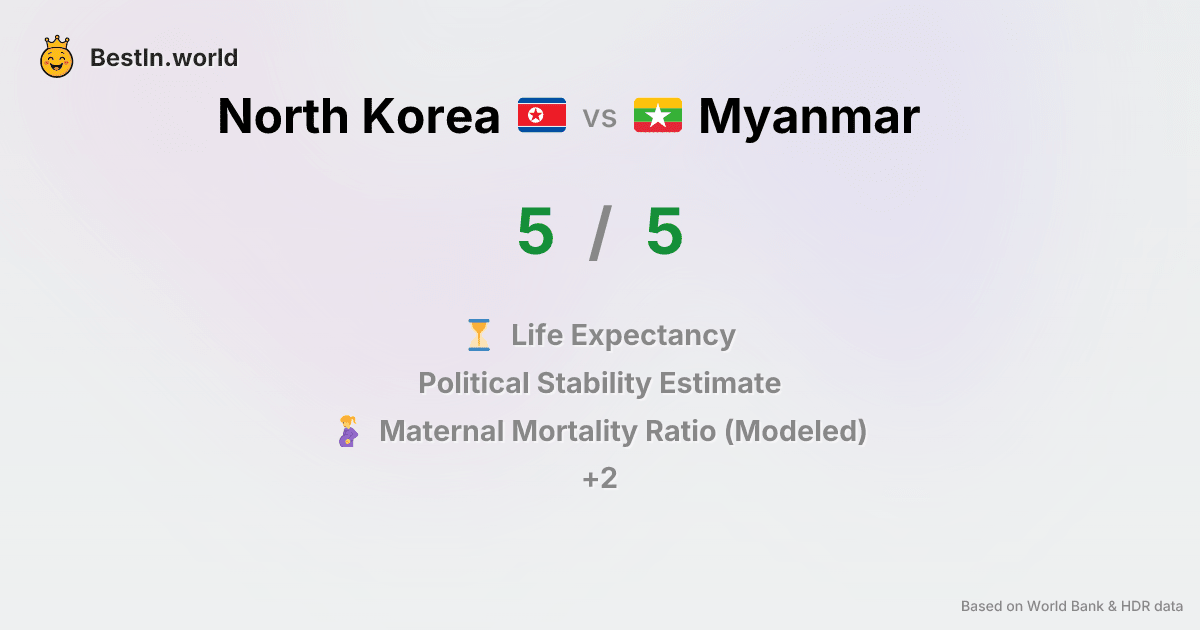 BestIn.world
North Korea vs Myanmar
5 / 5
Life Expectancy
Political Stability Estimate
Maternal Mortality Ratio (Modeled)
+2
Based on World Bank & HDR data